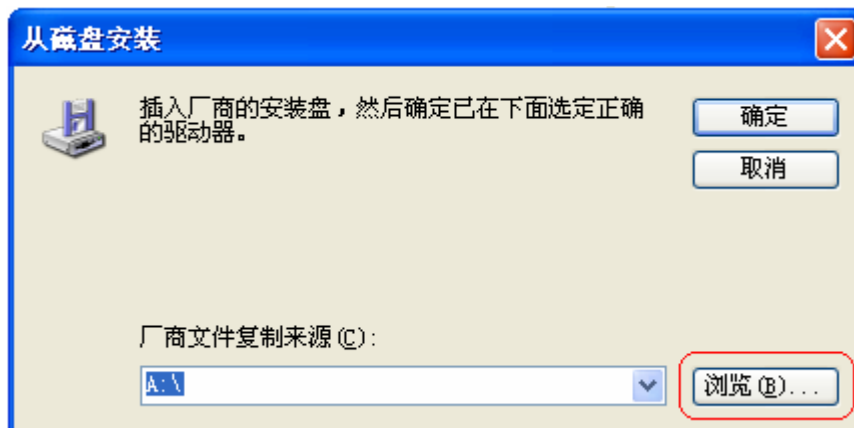 从磁盘安装
插入厂商的安装盘，然后确定已在下面选定正确
的驱动器。
确定
取消
厂商文件复制来源(C):
A:\
浏览(B)...